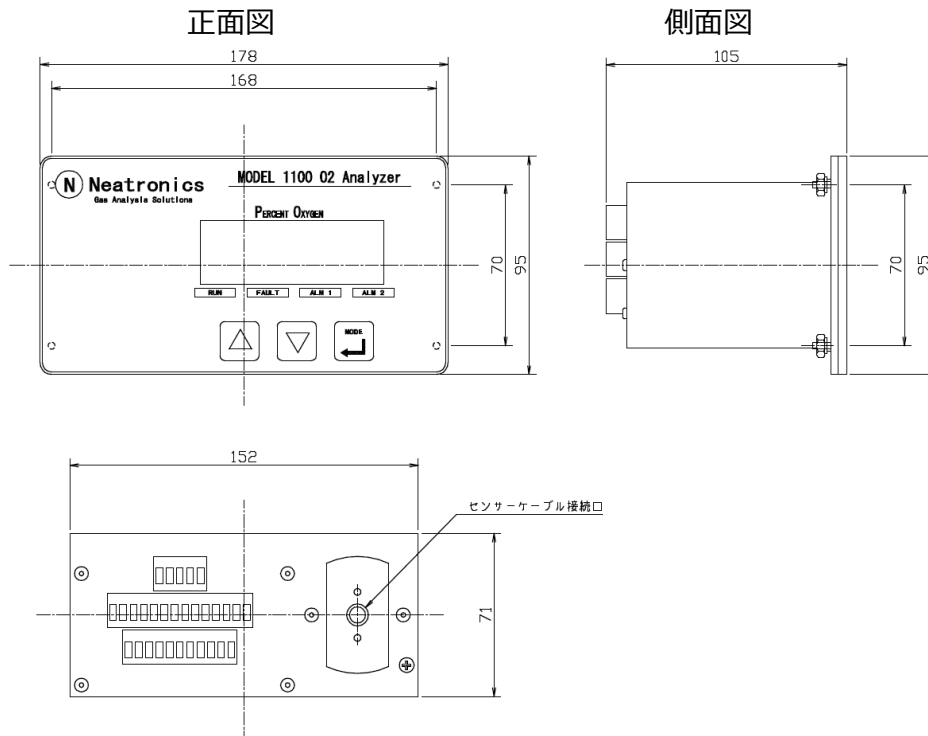 正面図
側面図
178
168
105
N Neatronics
Gas Analysis Solutions
MODEL 1100 O2 Analyzer
PERCENT OXYGEN
RUN FAULT ALM 1 ALM 2
MODE
70
95
70
95
152
センサーケーブル接続口
71